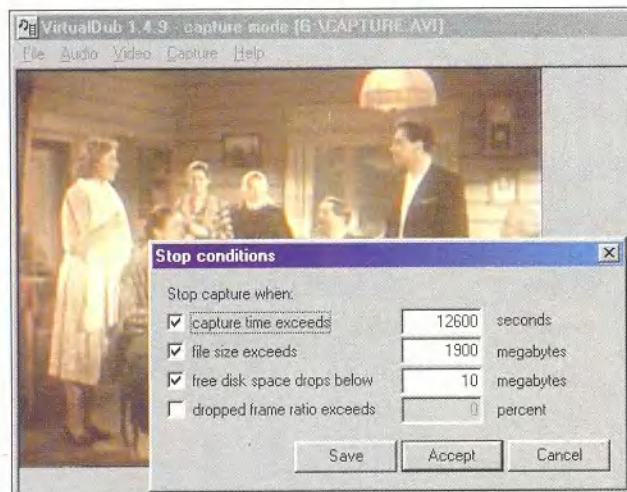 VirtualDub 1.4.9 - capture mode [G:\CAPTURE.AVI]
File Audio Video Capture Help
Stop conditions
Stop capture when:
capture time exceeds 12600 seconds
file size exceeds 1900 megabytes
free disk space drops below 10 megabytes
dropped frame ratio exceeds 0 percent
Save Accept Cancel